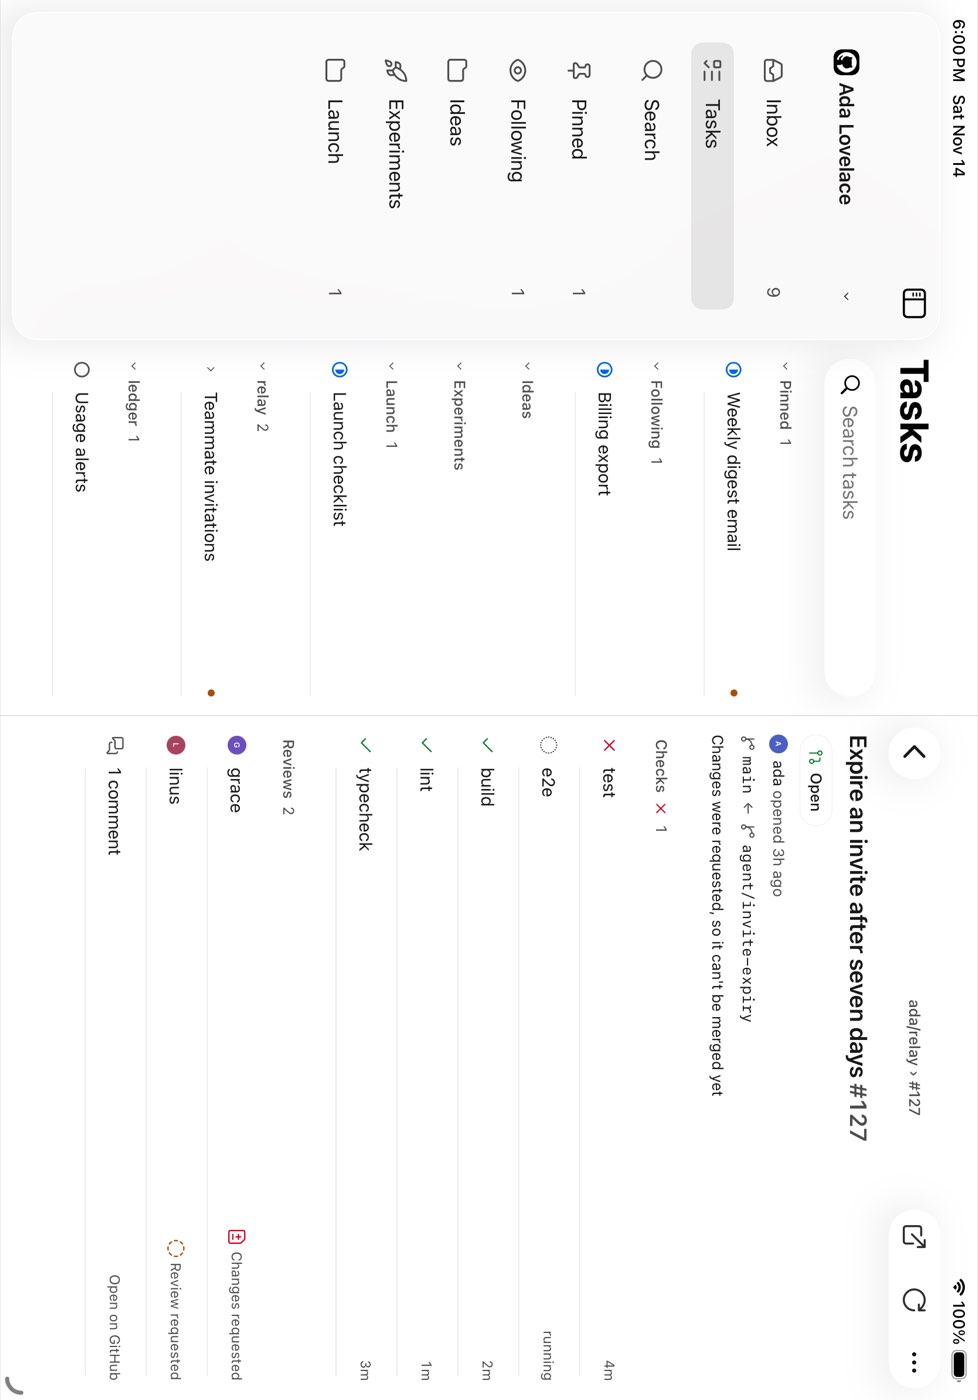 6:00 PM Sat Nov 14
100%
Ada Lovelace
Inbox 9
Tasks
Search
Pinned 1
Following 1
Ideas
Experiments
Launch 1
Tasks
Search tasks
Pinned 1
Weekly digest email
Following 1
Billing export
Ideas
Experiments
Launch 1
Launch checklist
relay 2
Teammate invitations
ledger 1
Usage alerts
ada/relay › #127
Expire an invite after seven days #127
Open
A ada opened 3h ago
main ← agent/invite-expiry
Changes were requested, so it can't be merged yet
Checks 1
test 4m
e2e running
build 2m
lint 1m
typecheck 3m
Reviews 2
G grace Changes requested
L linus Review requested
1 comment Open on GitHub